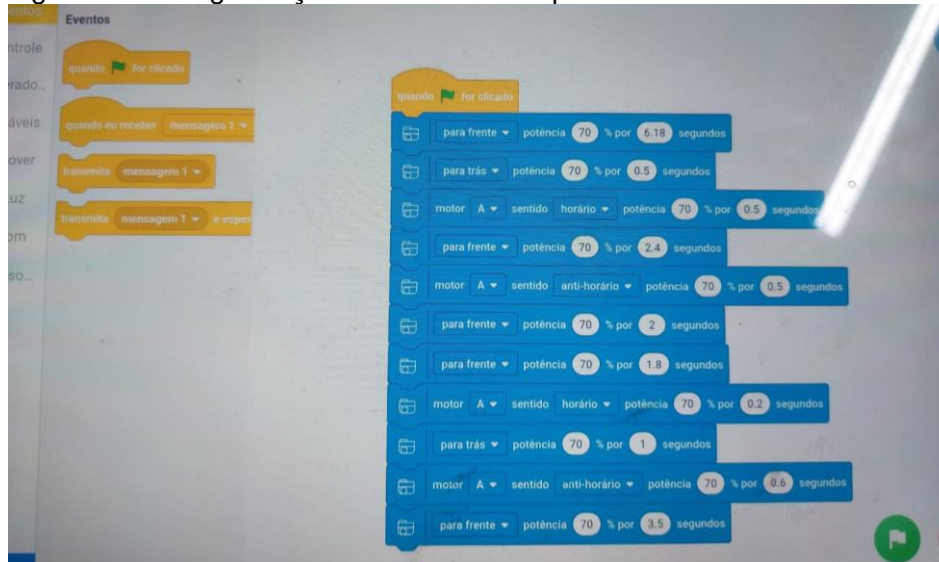 Eventos
quando for clicado
quando eu receber mensagem 1
transmita mensagem 1
transmita mensagem 1 e esper
ntrole
rado...
áveis
over
uz
om
so...
quando for clicado
para frente potência 70 % por 6.18 segundos
para trás potência 70 % por 0.5 segundos
motor A sentido horário potência 70 % por 0.5 segundos
para frente potência 70 % por 2.4 segundos
motor A sentido anti-horário potência 70 % por 0.5 segundos
para frente potência 70 % por 2 segundos
para frente potência 70 % por 1.8 segundos
motor A sentido horário potência 70 % por 0.2 segundos
para trás potência 70 % por 1 segundos
motor A sentido anti-horário potência 70 % por 0.6 segundos
para frente potência 70 % por 3.5 segundos